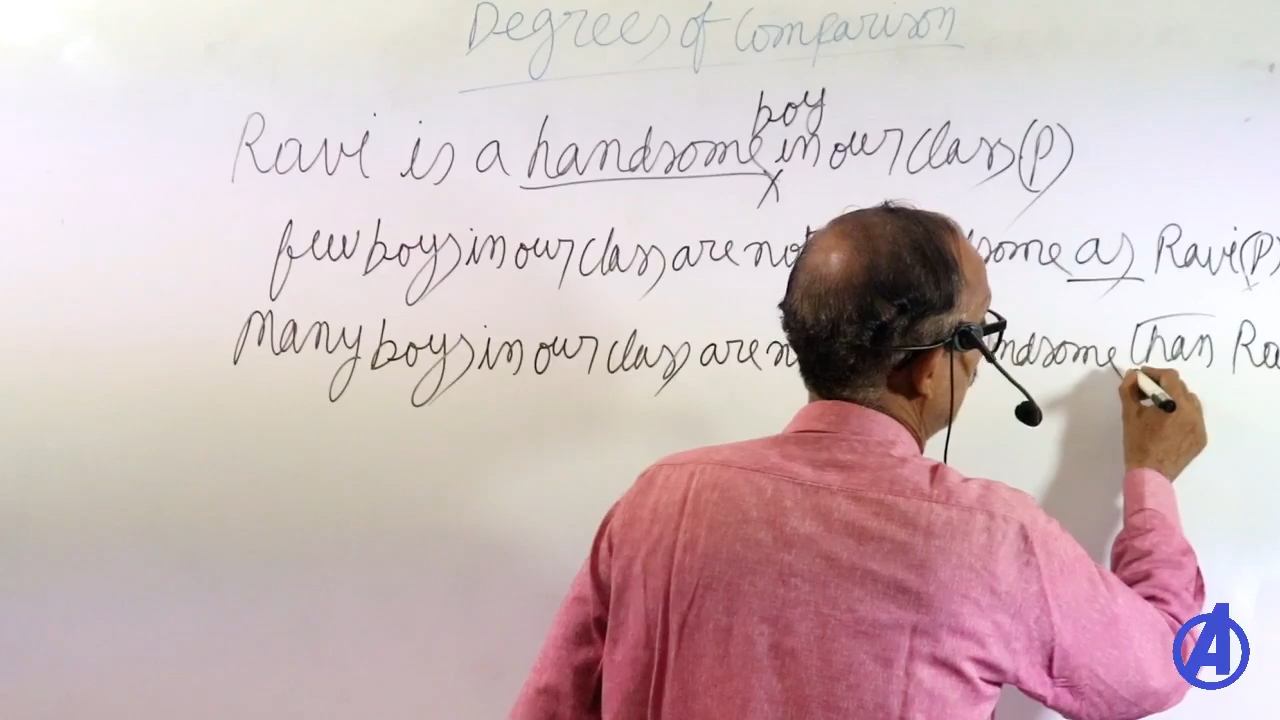 Degrees of Comparison
boy
Ravi is a handsome in our class (P)
few boys in our class are not some as Ravi (P)
Many boys in our class are ndsome than